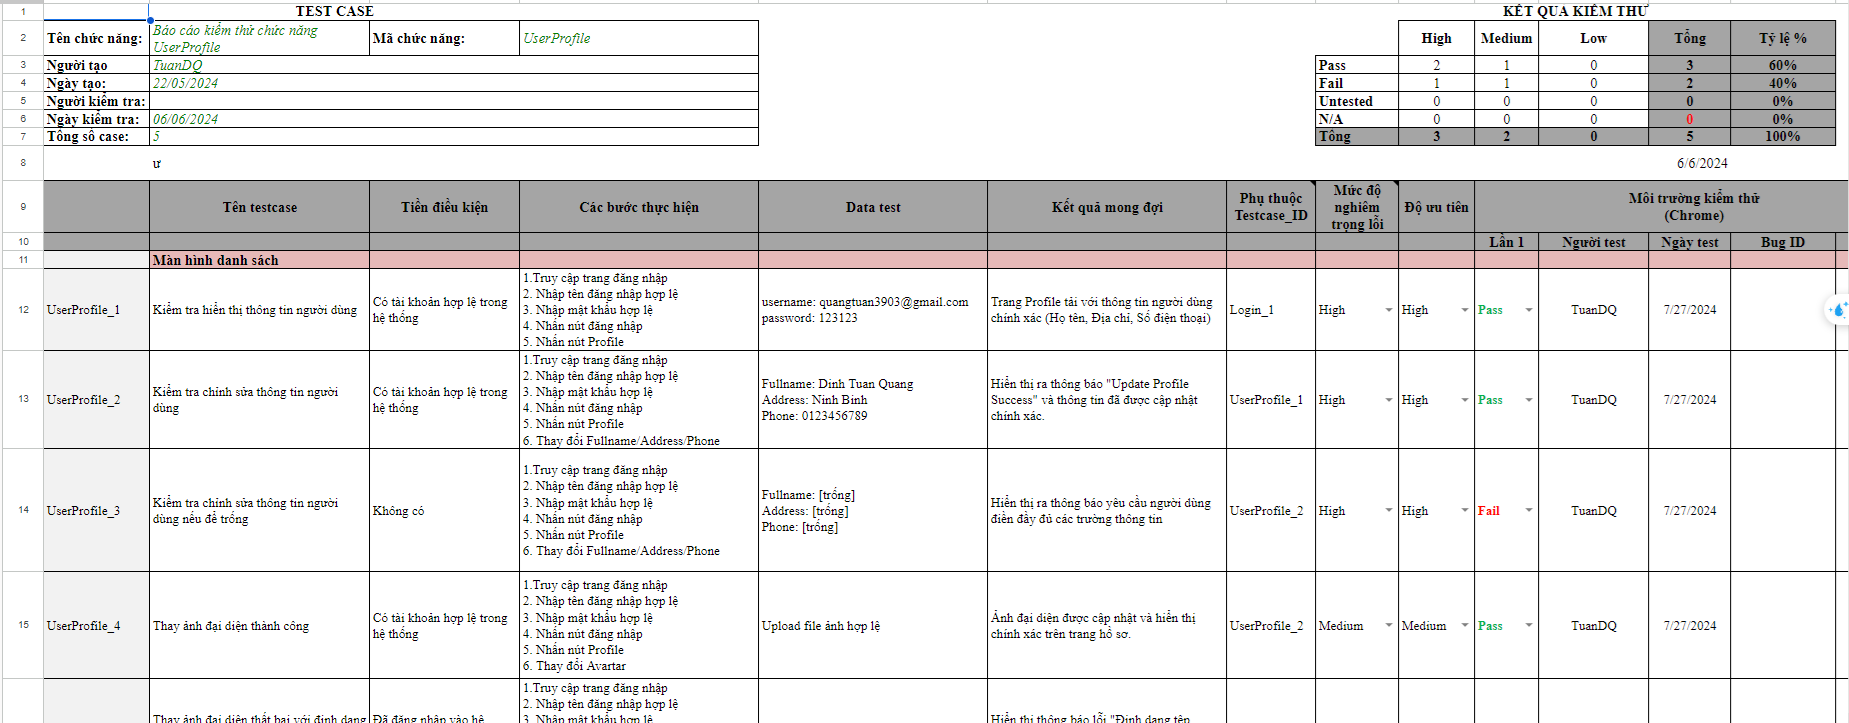 1 TEST CASE KẾT QUẢ KIỂM THỬ
2 Tên chức năng: Báo cáo kiểm thử chức năng
UserProfile Mã chức năng: UserProfile High Medium Low Tổng Tỷ lệ %
3 Người tạo TuanDQ Pass 2 1 0 3 60%
4 Ngày tạo: 22/05/2024 Fail 1 1 0 2 40%
5 Người kiểm tra: Untested 0 0 0 0 0%
6 Ngày kiểm tra: 06/06/2024 N/A 0 0 0 0 0%
7 Tổng số case: 5 Tổng 3 2 0 5 100%
8 ư 6/6/2024
9 Tên testcase Tiền điều kiện Các bước thực hiện Data test Kết quả mong đợi
Phụ thuộc
Testcase_ID
Mức độ
nghiêm
trọng lỗi
Độ ưu tiên
Môi trường kiểm thử
(Chrome)
10 Lần 1 Người test Ngày test Bug ID
11 Màn hình danh sách
12 UserProfile_1 Kiểm tra hiển thị thông tin người dùng
Có tài khoản hợp lệ trong
hệ thống
1.Truy cập trang đăng nhập
2. Nhập tên đăng nhập hợp lệ
3. Nhập mật khẩu hợp lệ
4. Nhấn nút đăng nhập
5. Nhấn nút Profile
username: quangtuan3903@gmail.com
password: 123123
Trang Profile tải với thông tin người dùng
chính xác (Họ tên, Địa chỉ, Số điện thoại)
Login_1 High High Pass TuanDQ 7/27/2024
13 UserProfile_2
Kiểm tra chỉnh sửa thông tin người
dùng
Có tài khoản hợp lệ trong
hệ thống
1.Truy cập trang đăng nhập
2. Nhập tên đăng nhập hợp lệ
3. Nhập mật khẩu hợp lệ
4. Nhấn nút đăng nhập
5. Nhấn nút Profile
6. Thay đổi Fullname/Address/Phone
Fullname: Dinh Tuan Quang
Address: Ninh Binh
Phone: 0123456789
Hiển thị ra thông báo "Update Profile
Success" và thông tin đã được cập nhật
chính xác.
UserProfile_1 High High Pass TuanDQ 7/27/2024
14 UserProfile_3
Kiểm tra chỉnh sửa thông tin người
dùng nếu để trống
Không có
1.Truy cập trang đăng nhập
2. Nhập tên đăng nhập hợp lệ
3. Nhập mật khẩu hợp lệ
4. Nhấn nút đăng nhập
5. Nhấn nút Profile
6. Thay đổi Fullname/Address/Phone
Fullname: [trống]
Address: [trống]
Phone: [trống]
Hiển thị ra thông báo yêu cầu người dùng
điền đầy đủ các trường thông tin
UserProfile_2 High High Fail TuanDQ 7/27/2024
15 UserProfile_4 Thay ảnh đại diện thành công
Có tài khoản hợp lệ trong
hệ thống
1.Truy cập trang đăng nhập
2. Nhập tên đăng nhập hợp lệ
3. Nhập mật khẩu hợp lệ
4. Nhấn nút đăng nhập
5. Nhấn nút Profile
6. Thay đổi Avartar
Upload file ảnh hợp lệ
Ảnh đại diện được cập nhật và hiển thị
chính xác trên trang hồ sơ.
UserProfile_2 Medium Medium Pass TuanDQ 7/27/2024
Thay ảnh đại diện thất bại với định dạng
Đã đăng nhập vào hệ
1.Truy cập trang đăng nhập
2. Nhập tên đăng nhập hợp lệ
3. Nhập mật khẩu hợp lệ
Hiển thị thông báo lỗi "Định dạng tệp